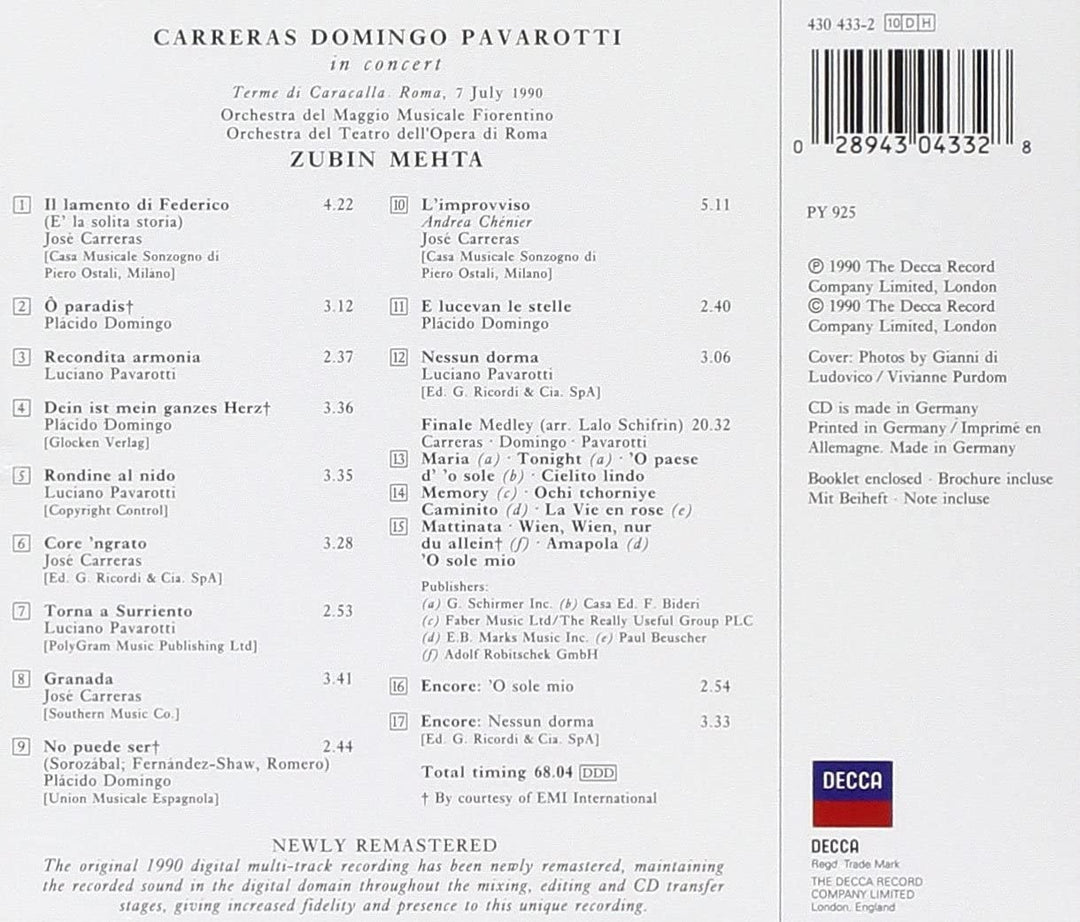 CARRERAS DOMINGO PAVAROTTI
in concert
Terme di Caracalla. Roma, 7 July 1990
Orchestra del Maggio Musicale Fiorentino
Orchestra del Teatro dell'Opera di Roma
ZUBIN MEHTA
1 Il lamento di Federico 4.22
(E' la solita storia)
José Carreras
[Casa Musicale Sonzogno di
Piero Ostali, Milano]
2 Ô paradis† 3.12
Plácido Domingo
3 Recondita armonia 2.37
Luciano Pavarotti
4 Dein ist mein ganzes Herz† 3.36
Plácido Domingo
[Glocken Verlag]
5 Rondine al nido 3.35
Luciano Pavarotti
[Copyright Control]
6 Core 'ngrato 3.28
José Carreras
[Ed. G. Ricordi & Cia. SpA]
7 Torna a Surriento 2.53
Luciano Pavarotti
[PolyGram Music Publishing Ltd]
8 Granada 3.41
José Carreras
[Southern Music Co.]
9 No puede ser† 2.44
(Sorozábal; Fernández-Shaw, Romero)
Plácido Domingo
[Union Musicale Espagnola]
10 L'improvviso 5.11
Andrea Chénier
José Carreras
[Casa Musicale Sonzogno di
Piero Ostali, Milano]
11 E lucevan le stelle 2.40
Plácido Domingo
12 Nessun dorma 3.06
Luciano Pavarotti
[Ed. G. Ricordi & Cia. SpA]
Finale Medley (arr. Lalo Schifrin) 20.32
Carreras · Domingo · Pavarotti
13 Maria (a) · Tonight (a) · 'O paese
d' 'o sole (b) · Cielito lindo
14 Memory (c) · Ochi tchorniye
Caminito (d) · La Vie en rose (e)
15 Mattinata · Wien, Wien, nur
du allein† (f) · Amapola (d)
'O sole mio
Publishers:
(a) G. Schirmer Inc. (b) Casa Ed. F. Bideri
(c) Faber Music Ltd/The Really Useful Group PLC
(d) E.B. Marks Music Inc. (e) Paul Beuscher
(f) Adolf Robitschek GmbH
16 Encore: 'O sole mio 2.54
17 Encore: Nessun dorma 3.33
[Ed. G. Ricordi & Cia. SpA]
Total timing 68.04 DDD
† By courtesy of EMI International
NEWLY REMASTERED
The original 1990 digital multi-track recording has been newly remastered, maintaining
the recorded sound in the digital domain throughout the mixing, editing and CD transfer
stages, giving increased fidelity and presence to this unique recording.
430 433-2 10 D H
0 28943 04332 8
PY 925
℗ 1990 The Decca Record
Company Limited, London
© 1990 The Decca Record
Company Limited, London
Cover: Photos by Gianni di
Ludovico / Vivianne Purdom
CD is made in Germany
Printed in Germany / Imprimé en
Allemagne. Made in Germany
Booklet enclosed · Brochure incluse
Mit Beiheft · Note incluse
DECCA
DECCA
Regd. Trade Mark
THE DECCA RECORD
COMPANY LIMITED
London, England